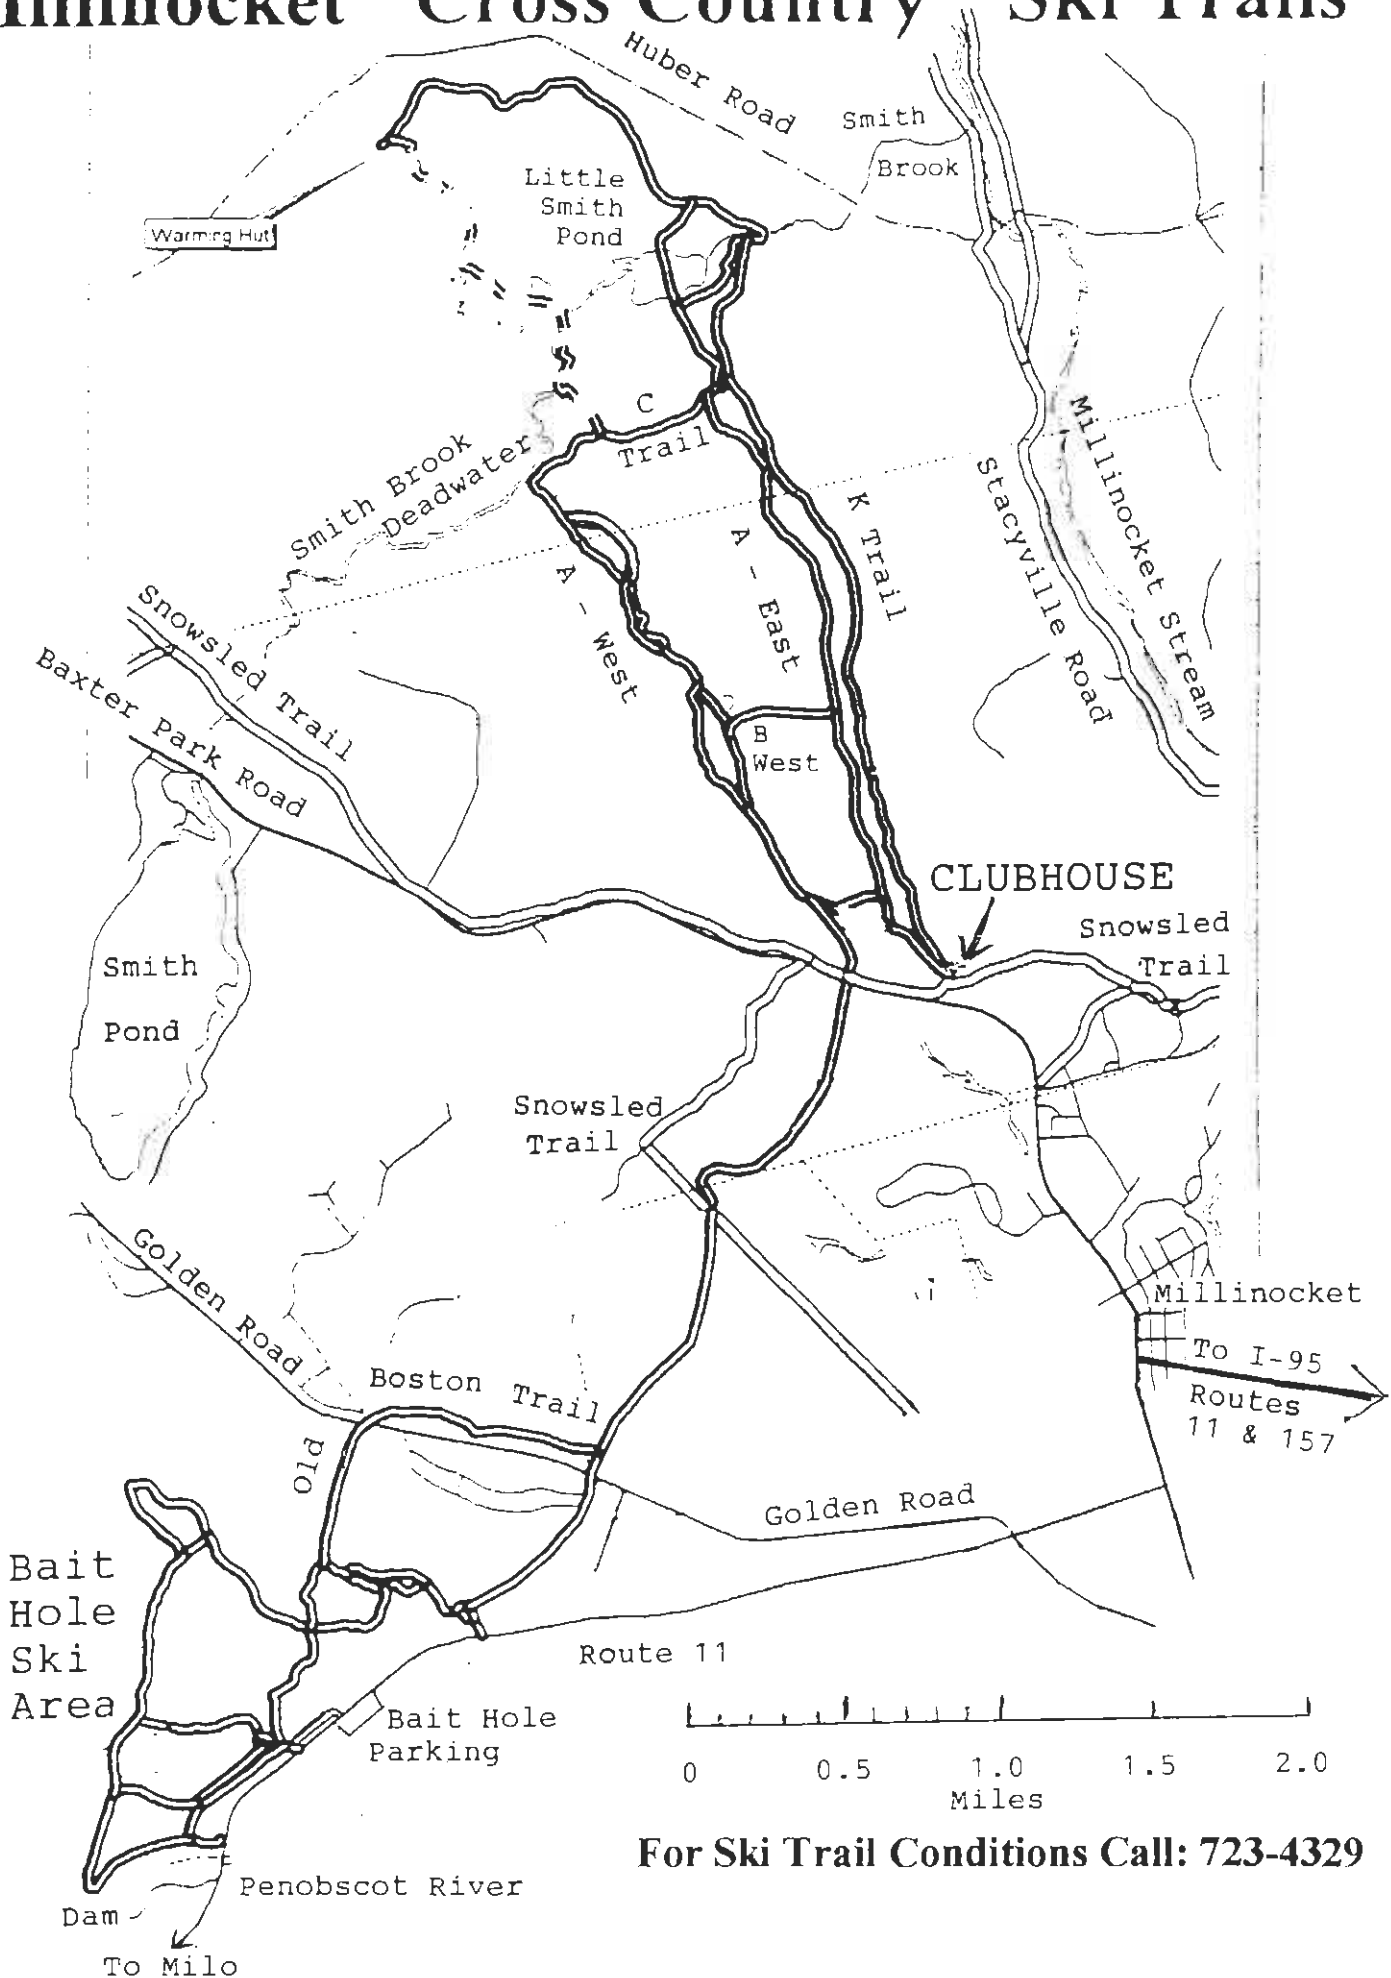 Cross Country Ski Trails
Huber Road
Smith
Brook
Little
Smith
Pond
Warming Hut
C
Trail
Smith Brook
Deadwater
Millinocket Stream
Stacyville Road
K Trail
A - East
A - West
Snowsled Trail
Baxter Park Road
B
West
CLUBHOUSE
Snowsled
Trail
Smith
Pond
Snowsled
Trail
Golden Road
Millinocket
To I-95
Routes
11 & 157
Old
Boston Trail
Golden Road
Bait
Hole
Ski
Area
Route 11
Bait Hole
Parking
0 0.5 1.0 1.5 2.0
Miles
For Ski Trail Conditions Call: 723-4329
Penobscot River
Dam
To Milo